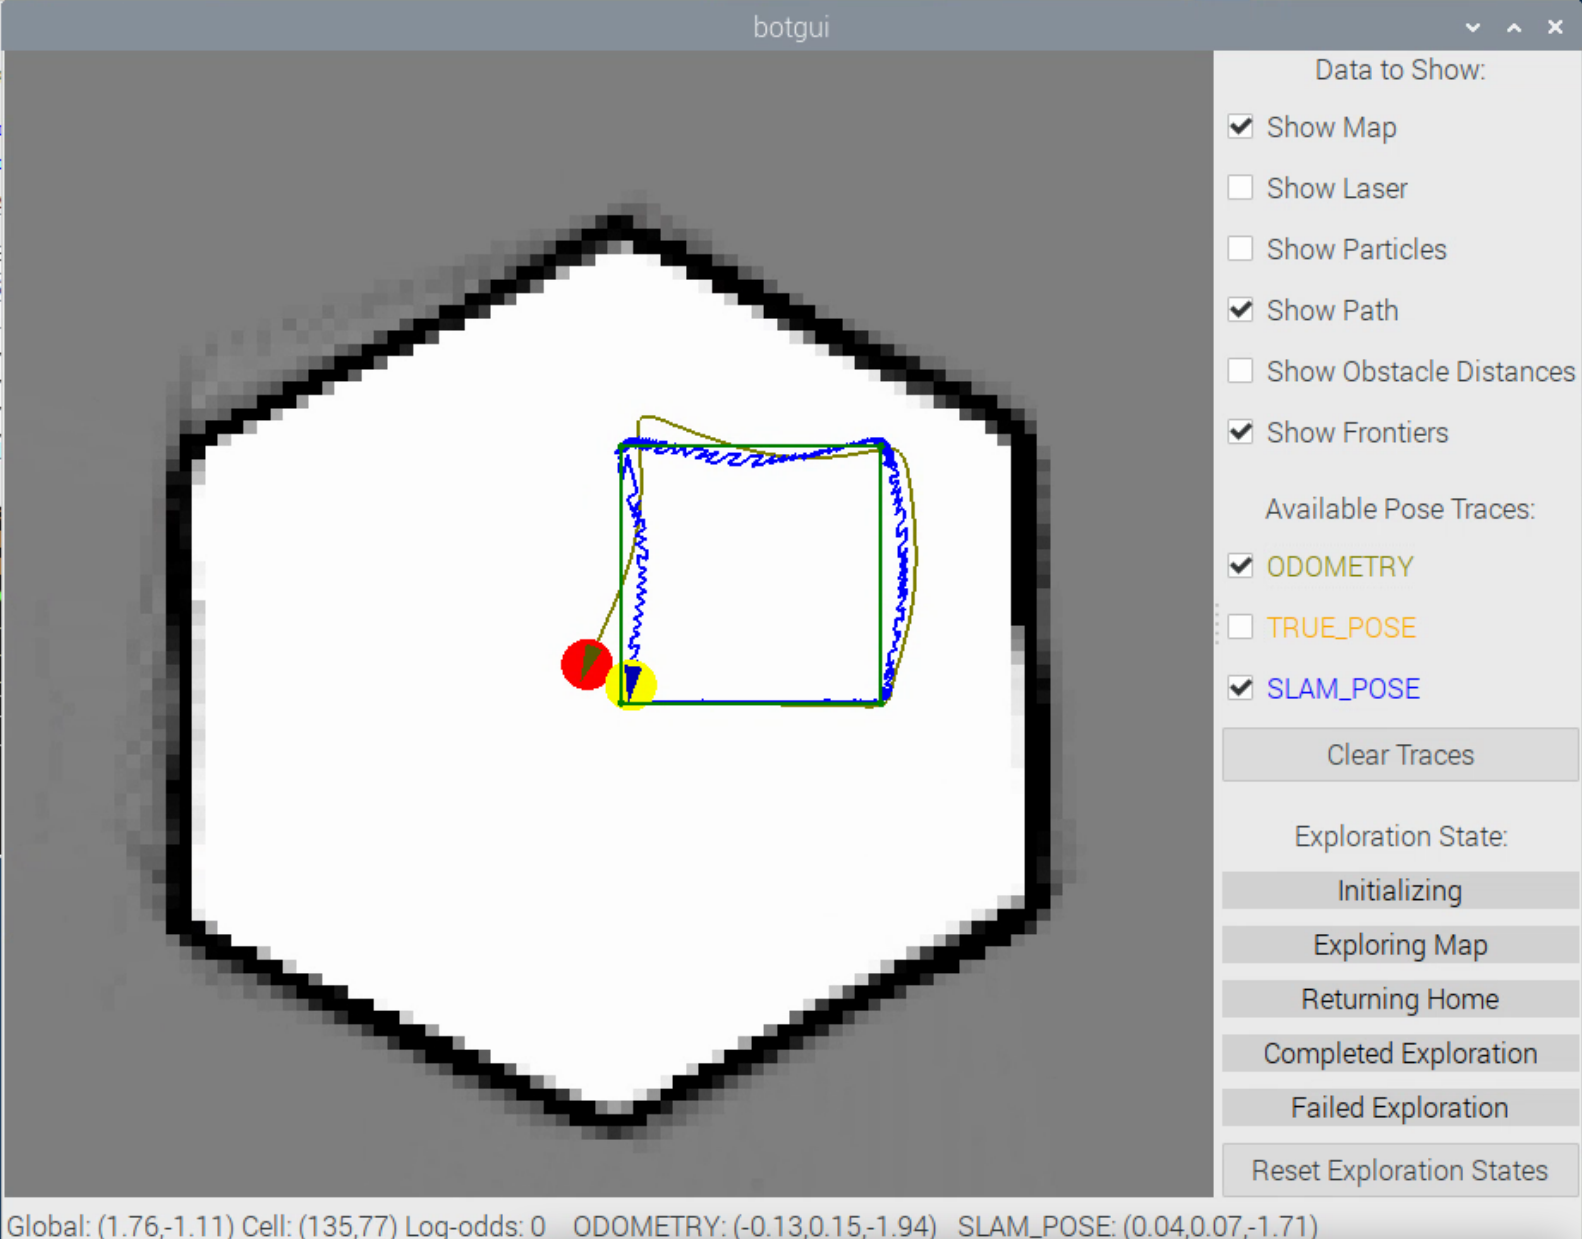 botgui
Data to Show:
Show Map
Show Laser
Show Particles
Show Path
Show Obstacle Distances
Show Frontiers
Available Pose Traces:
ODOMETRY
TRUE_POSE
SLAM_POSE
Clear Traces
Exploration State:
Initializing
Exploring Map
Returning Home
Completed Exploration
Failed Exploration
Reset Exploration States
Global: (1.76,-1.11) Cell: (135,77) Log-odds: 0 ODOMETRY: (-0.13,0.15,-1.94) SLAM_POSE: (0.04,0.07,-1.71)